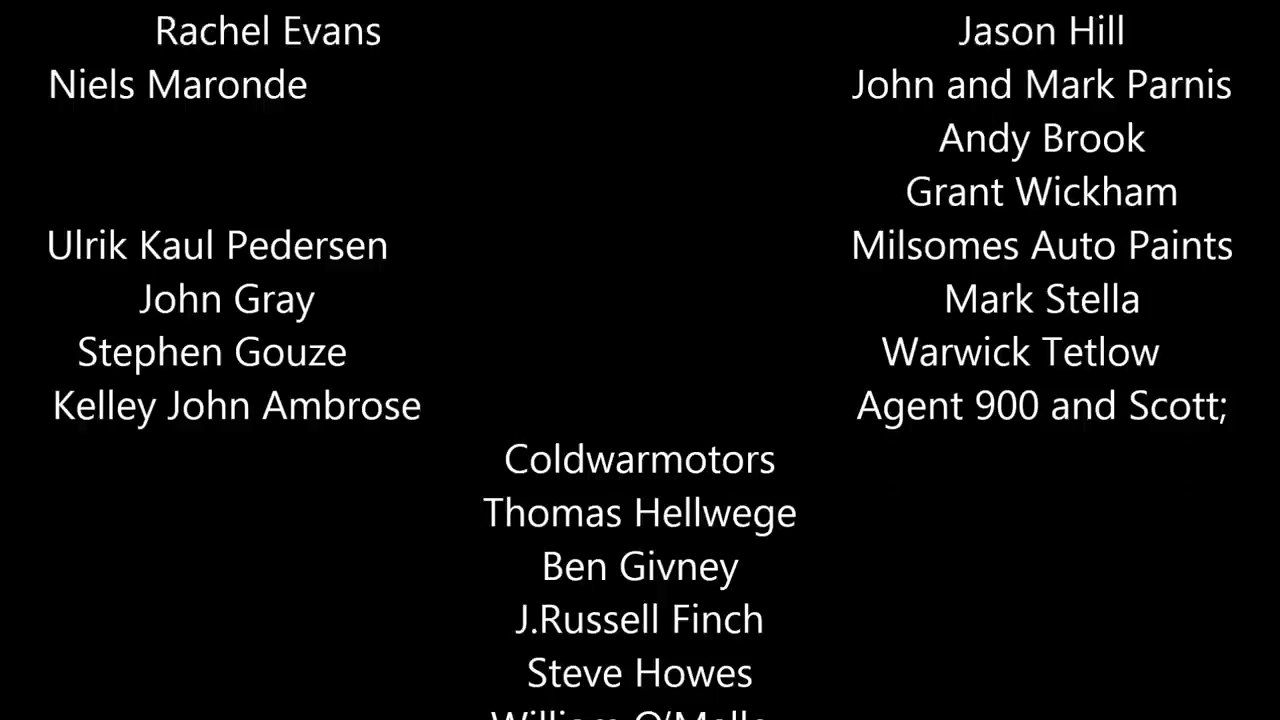 Rachel Evans Jason Hill
Niels Maronde John and Mark Parnis
Andy Brook
Grant Wickham
Ulrik Kaul Pedersen Milsomes Auto Paints
John Gray Mark Stella
Stephen Gouze Warwick Tetlow
Kelley John Ambrose Agent 900 and Scott;
Coldwarmotors
Thomas Hellwege
Ben Givney
J.Russell Finch
Steve Howes
William